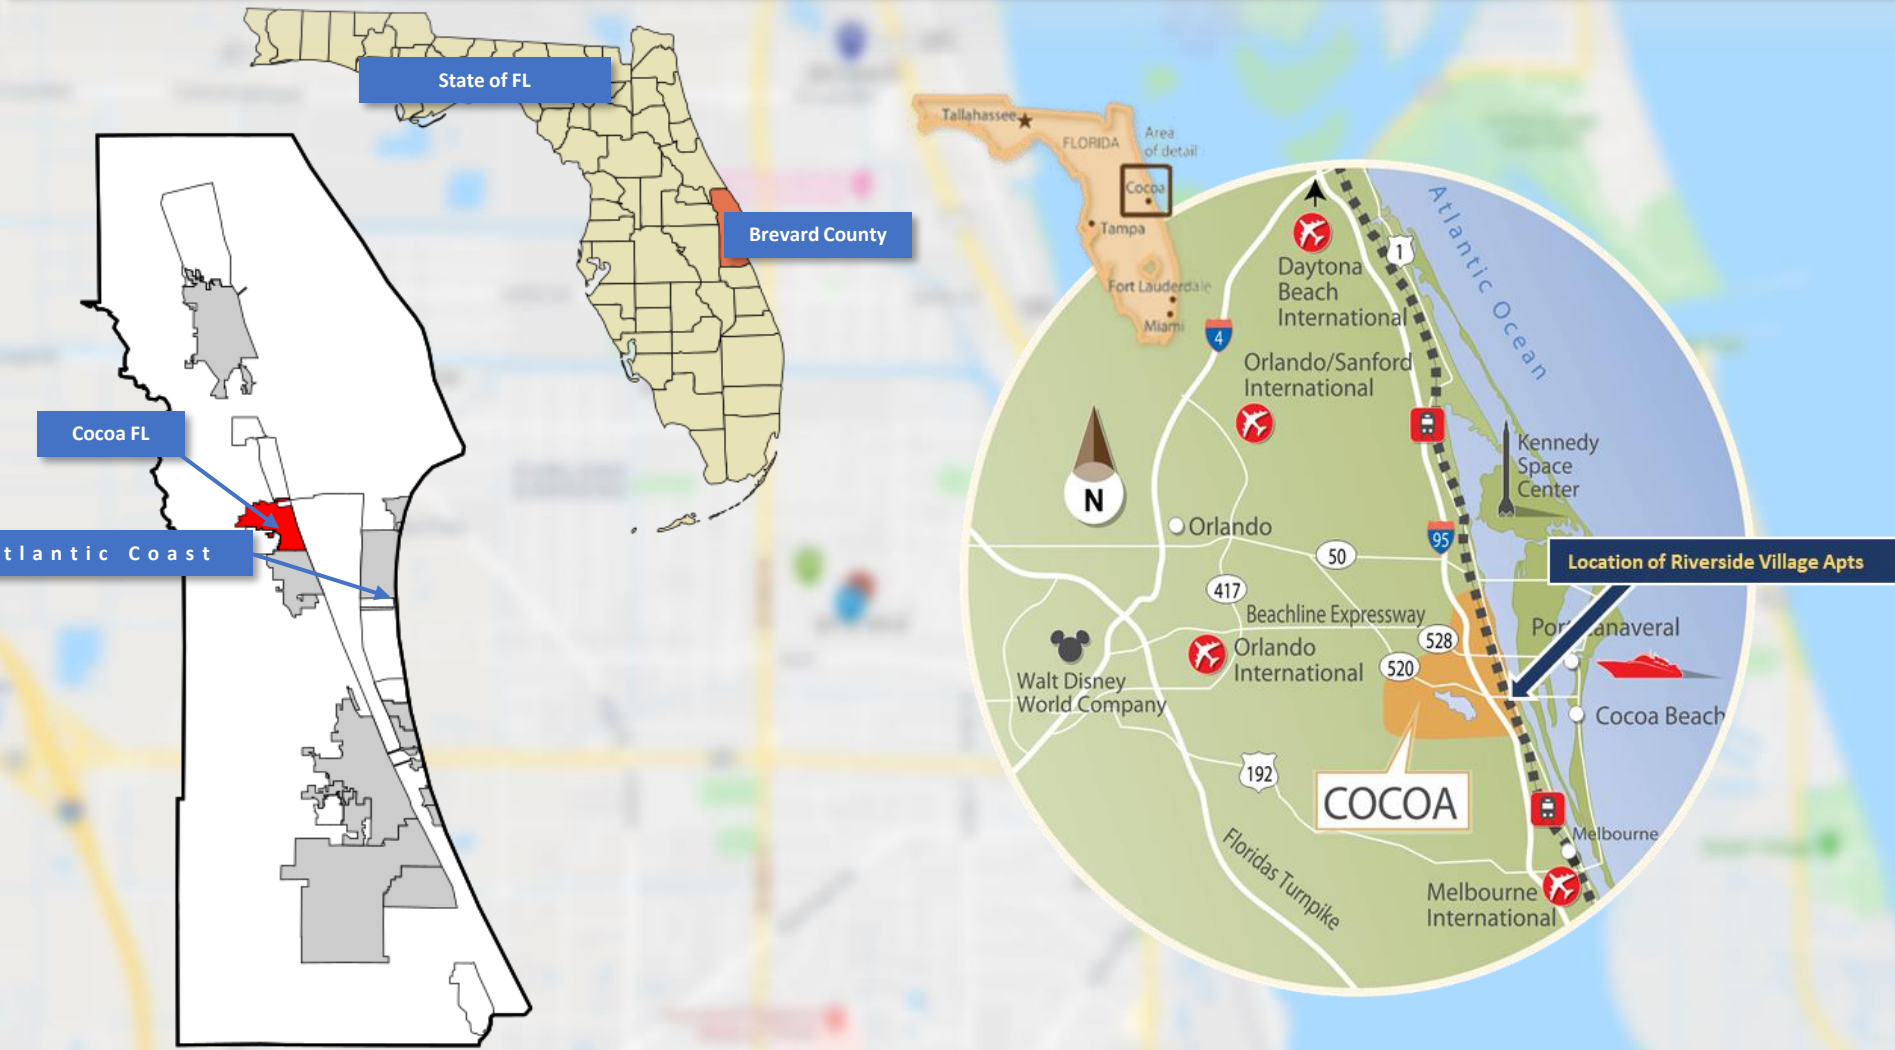 State of FL
Brevard County
Cocoa FL
tlantic Coast
Tallahassee
FLORIDA
Area
of detail
Cocoa
Tampa
Fort Lauderdale
Miami
Atlantic Ocean
1
Daytona
Beach
International
4
Orlando/Sanford
International
Kennedy
Space
Center
N
Orlando
50
95
Location of Riverside Village Apts
417
Beachline Expressway
528
Port Canaveral
Orlando
International
520
Walt Disney
World Company
Cocoa Beach
192
COCOA
Floridas Turnpike
Melbourne
Melbourne
International